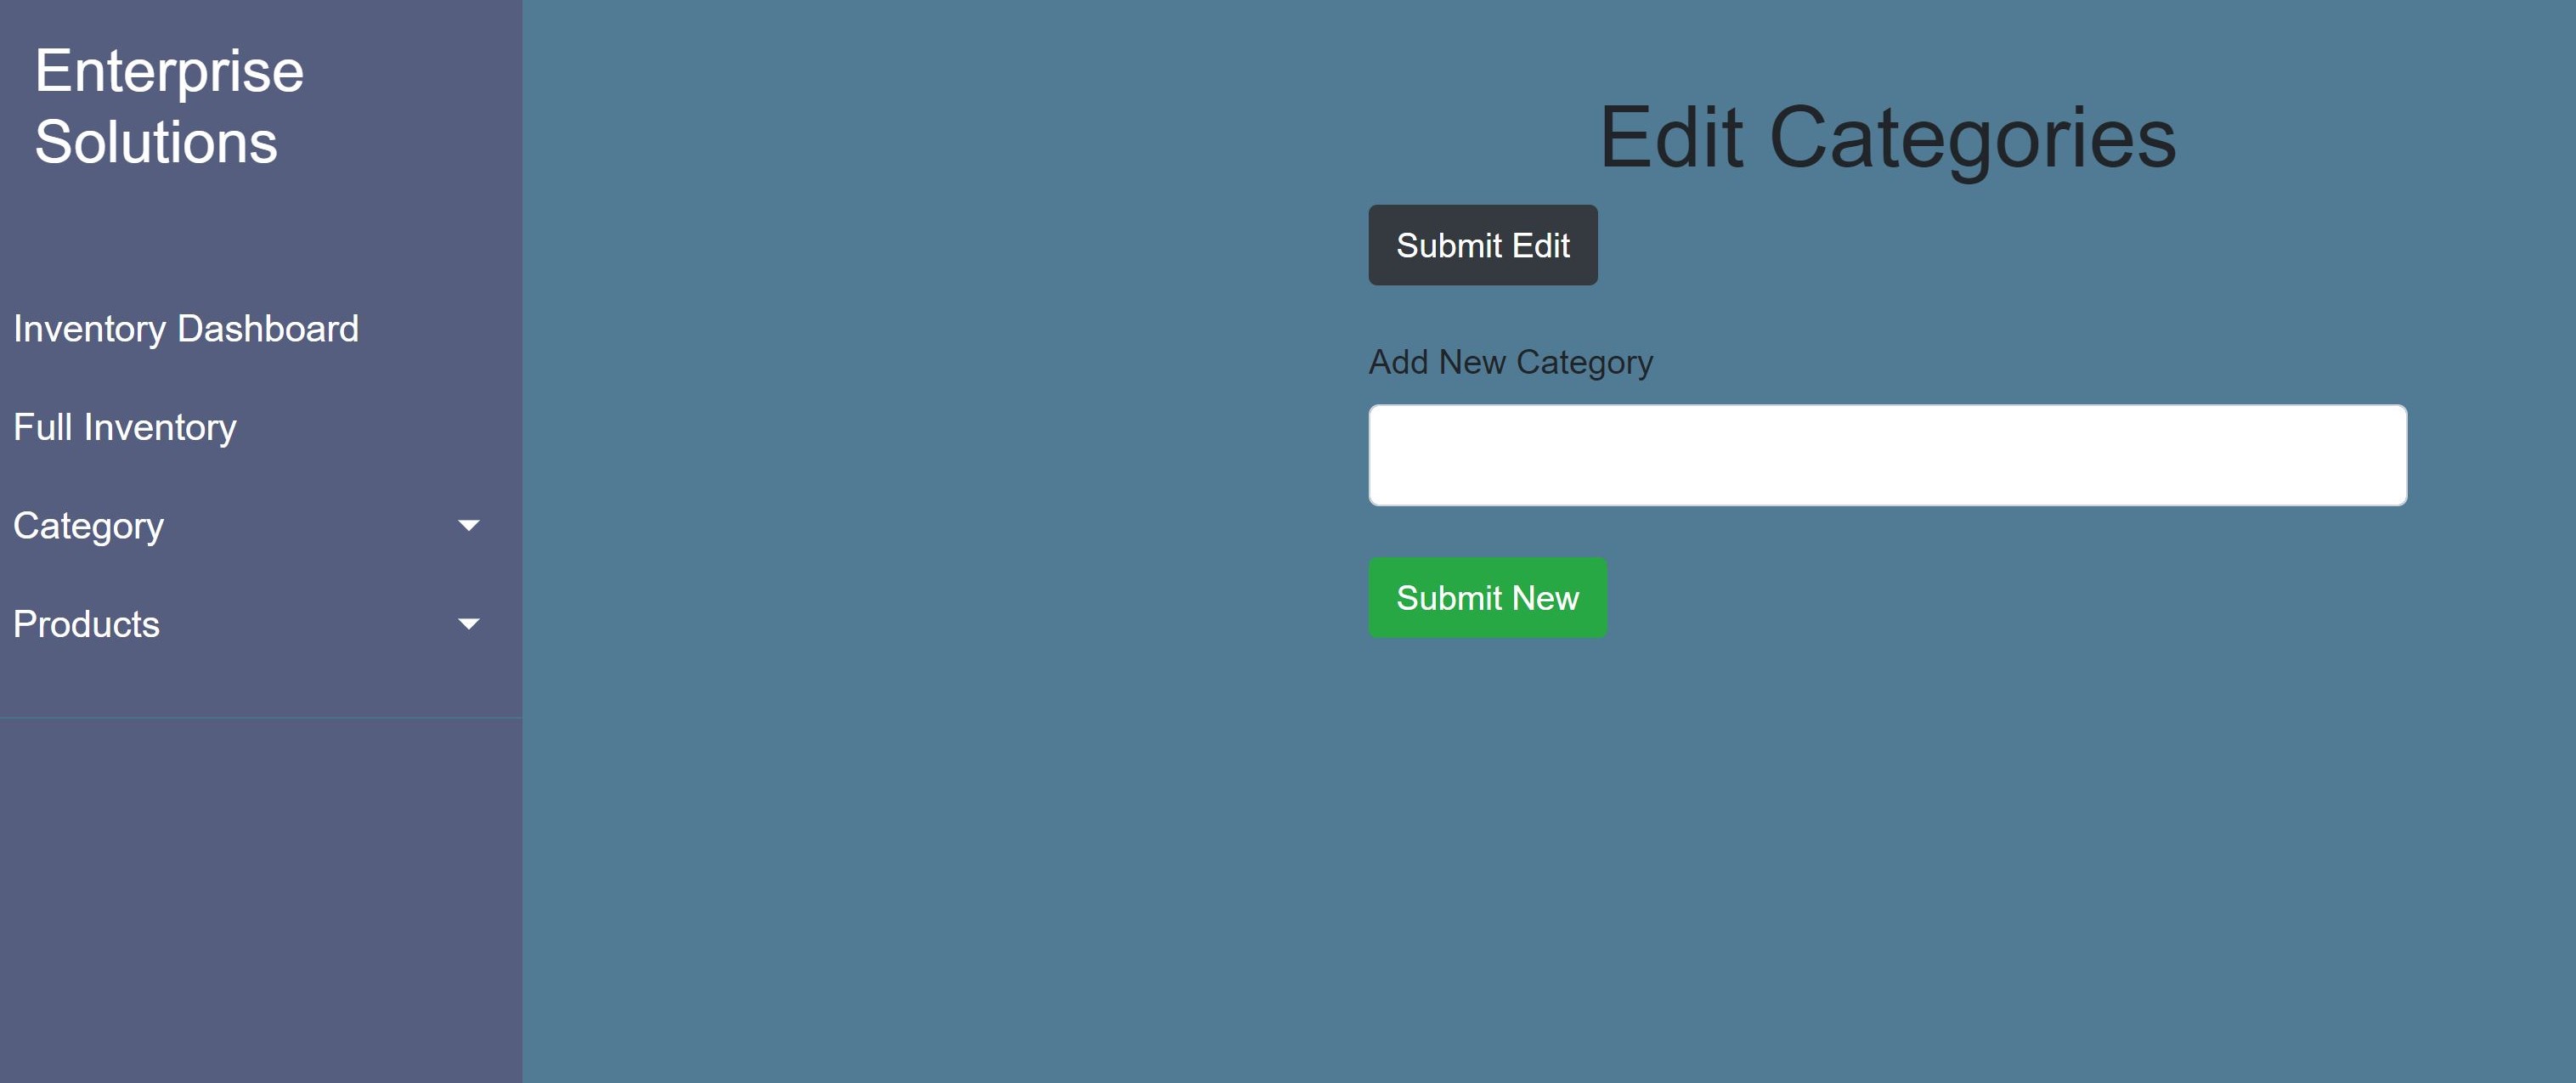 Enterprise
Solutions
Inventory Dashboard
Full Inventory
Category
Products
Edit Categories
Submit Edit
Add New Category
Submit New